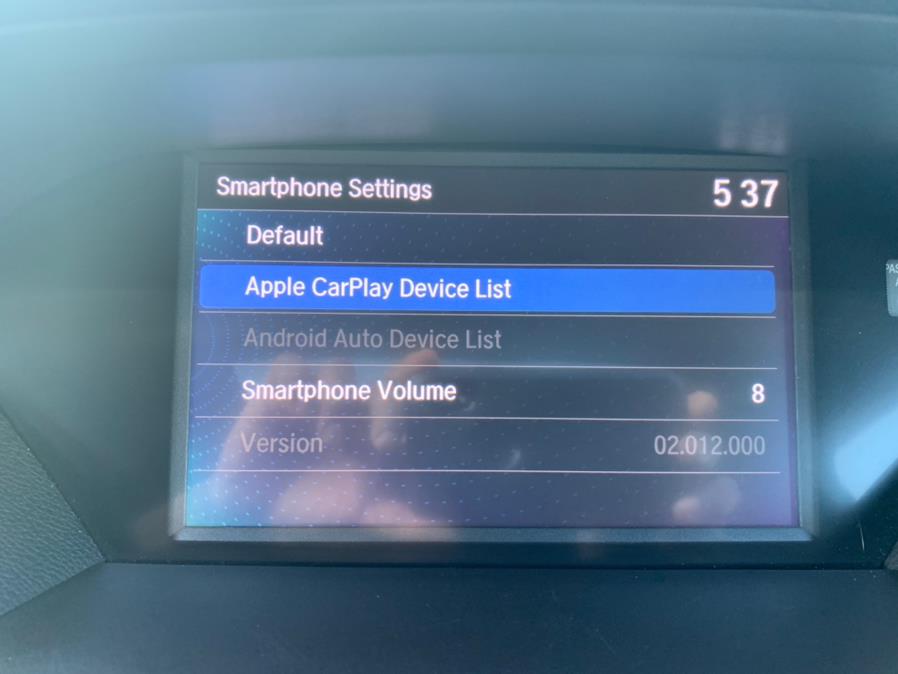 Smartphone Settings 5 37
Default
Apple CarPlay Device List
Android Auto Device List
Smartphone Volume 8
Version 02.012.000